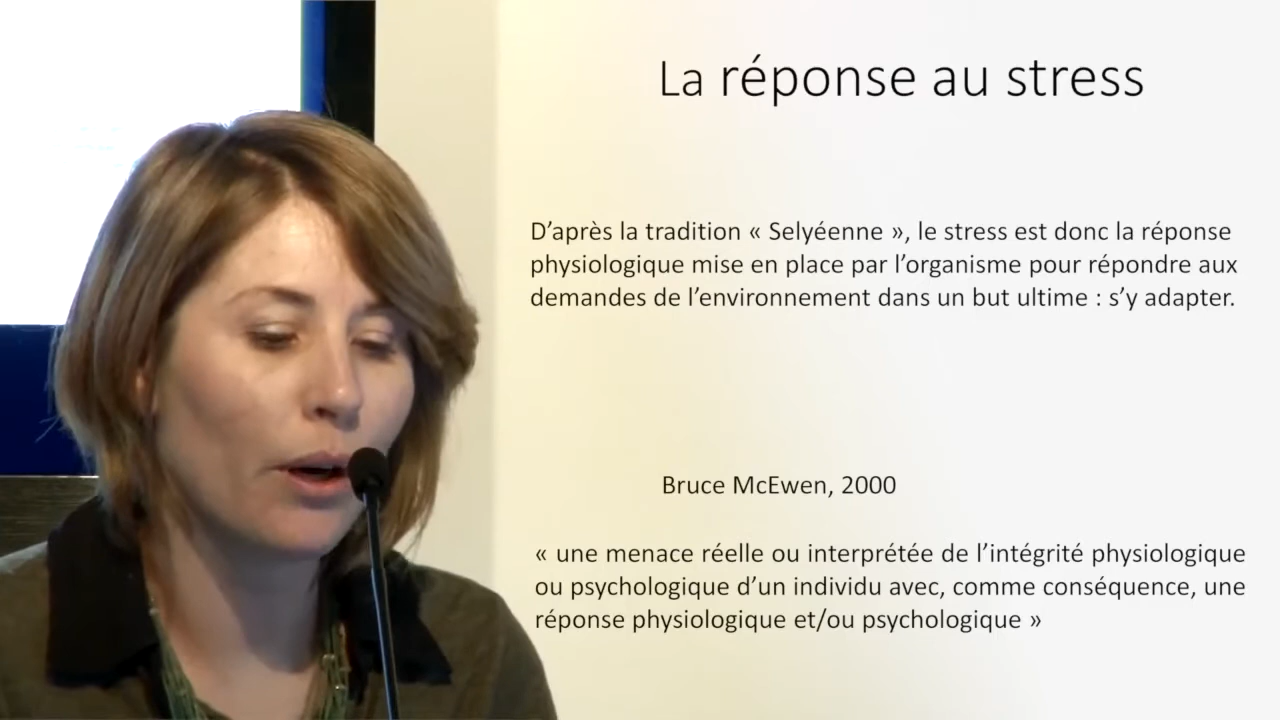 La réponse au stress
D’après la tradition « Selyéenne », le stress est donc la réponse
physiologique mise en place par l’organisme pour répondre aux
demandes de l’environnement dans un but ultime : s’y adapter.
Bruce McEwen, 2000
« une menace réelle ou interprétée de l’intégrité physiologique
ou psychologique d’un individu avec, comme conséquence, une
réponse physiologique et/ou psychologique »